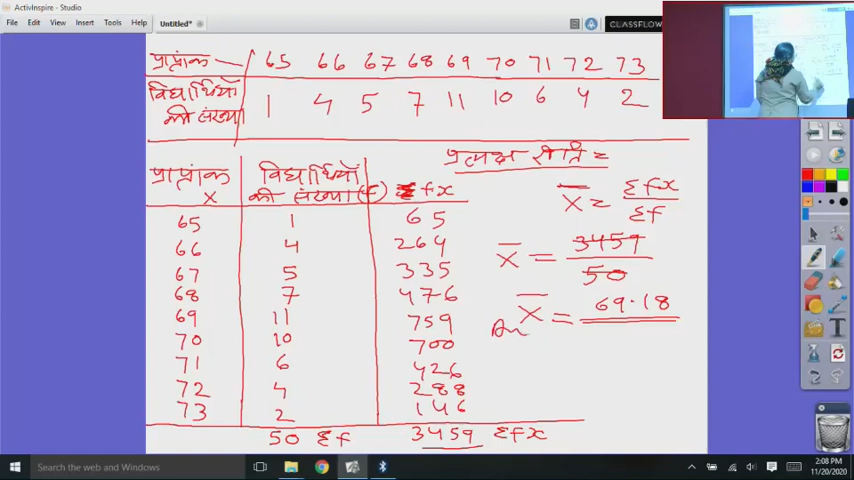 ActivInspire - Studio
File Edit View Insert Tools Help Untitled*
CLASSFLOW
प्राप्तांक 65 66 67 68 69 70 71 72 73
विद्यार्थियों की संख्या 1 4 5 7 11 10 6 4 2
प्रत्यक्ष रीति =
प्राप्तांक X विद्यार्थियों की संख्या (f) fx
X̄ = Σfx / Σf
65 1 65
66 4 264
X̄ = 3459 / 50
67 5 335
68 7 476
X̄ = 69.18
69 11 759
Ans
70 10 700
71 6 426
72 4 288
73 2 146
50 Σf 3459 Σfx
Search the web and Windows
2:08 PM
11/20/2020